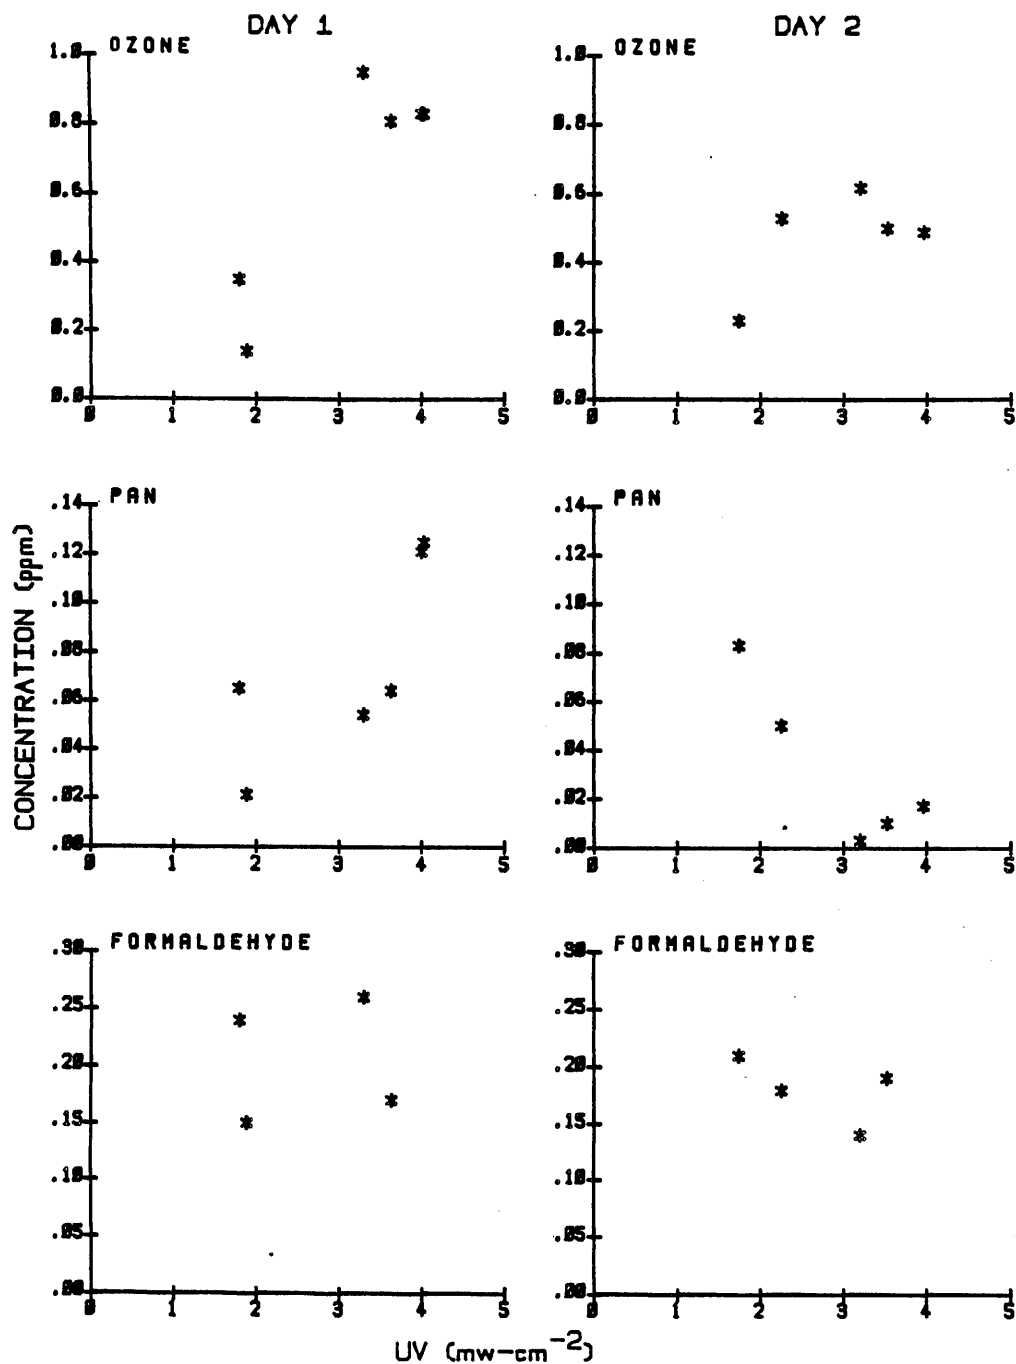 DAY 1
DAY 2
OZONE
1.0
0.8
0.6
0.4
0.2
0.0
0 1 2 3 4 5
OZONE
1.0
0.8
0.6
0.4
0.2
0.0
0 1 2 3 4 5
CONCENTRATION (ppm)
PAN
.14
.12
.10
.08
.06
.04
.02
.00
0 1 2 3 4 5
PAN
.14
.12
.10
.08
.06
.04
.02
.00
0 1 2 3 4 5
FORMALDEHYDE
.30
.25
.20
.15
.10
.05
.00
0 1 2 3 4 5
FORMALDEHYDE
.30
.25
.20
.15
.10
.05
.00
0 1 2 3 4 5
UV (mw-cm⁻²)